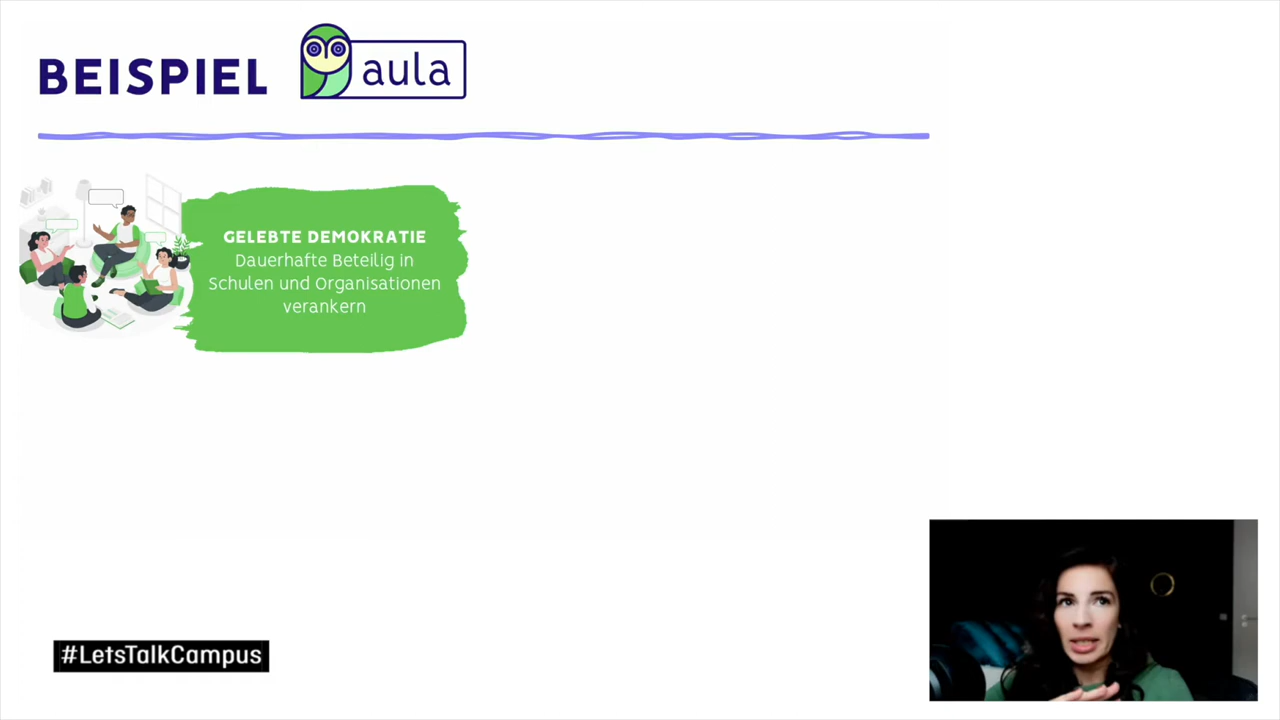 BEISPIEL
aula
GELEBTE DEMOKRATIE
Dauerhafte Beteilig in
Schulen und Organisationen
verankern
#LetsTalkCampus